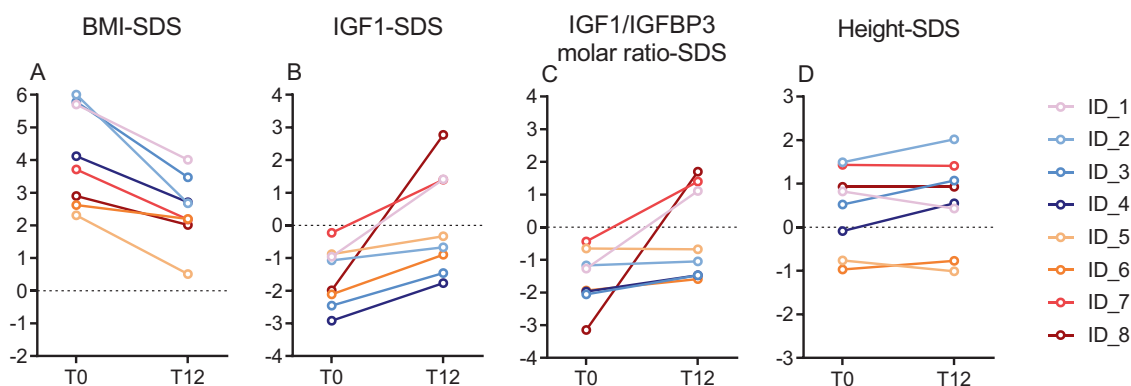 BMI-SDS
IGF1-SDS
IGF1/IGFBP3
molar ratio-SDS
Height-SDS
A
6
5
4
3
2
1
0
-1
-2
T0
T12
B
4
3
2
1
0
-1
-2
-3
-4
T0
T12
C
4
3
2
1
0
-1
-2
-3
-4
T0
T12
D
3
2
1
0
-1
-2
-3
T0
T12
ID_1
ID_2
ID_3
ID_4
ID_5
ID_6
ID_7
ID_8